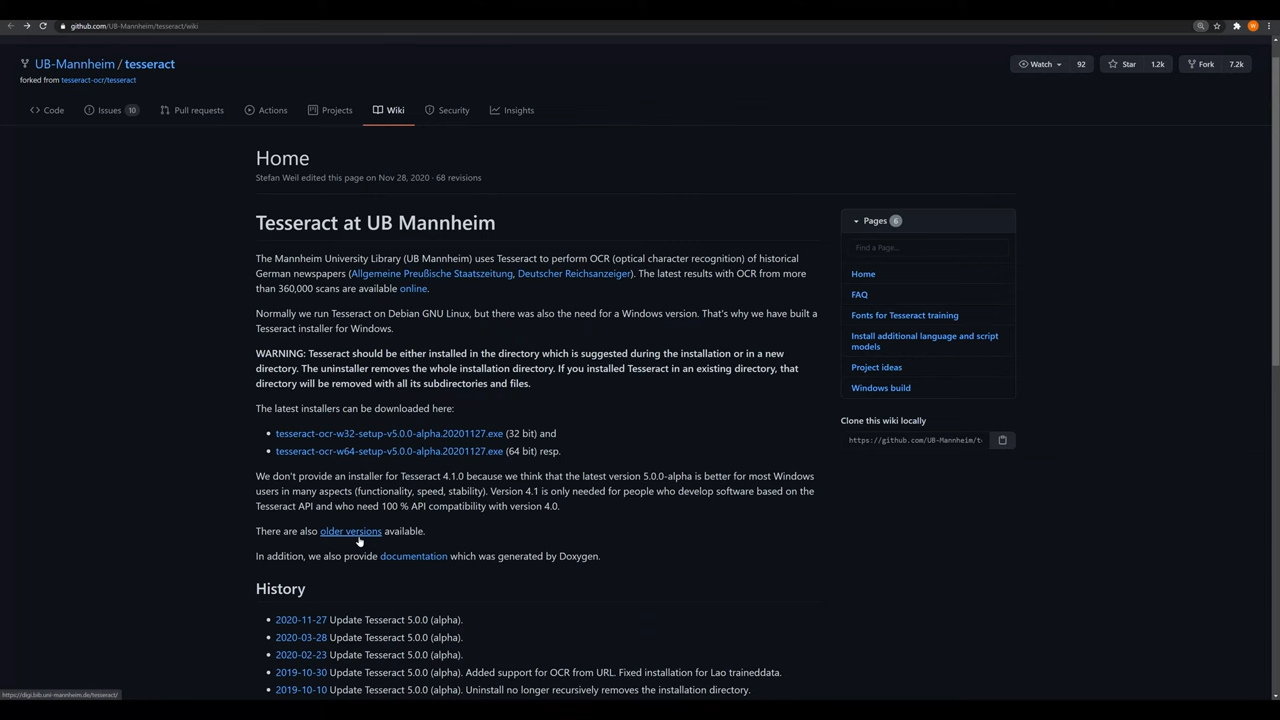 github.com/UB-Mannheim/tesseract/wiki
UB-Mannheim / tesseract
forked from tesseract-ocr/tesseract
Watch 92 Star 1.2k Fork 7.2k
Code Issues 10 Pull requests Actions Projects Wiki Security Insights
Home
Stefan Weil edited this page on Nov 28, 2020 · 68 revisions
Tesseract at UB Mannheim
The Mannheim University Library (UB Mannheim) uses Tesseract to perform OCR (optical character recognition) of historical
German newspapers (Allgemeine Preußische Staatszeitung, Deutscher Reichsanzeiger). The latest results with OCR from more
than 360,000 scans are available online.
Normally we run Tesseract on Debian GNU Linux, but there was also the need for a Windows version. That's why we have built a
Tesseract installer for Windows.
WARNING: Tesseract should be either installed in the directory which is suggested during the installation or in a new
directory. The uninstaller removes the whole installation directory. If you installed Tesseract in an existing directory, that
directory will be removed with all its subdirectories and files.
The latest installers can be downloaded here:
• tesseract-ocr-w32-setup-v5.0.0-alpha.20201127.exe (32 bit) and
• tesseract-ocr-w64-setup-v5.0.0-alpha.20201127.exe (64 bit) resp.
We don't provide an installer for Tesseract 4.1.0 because we think that the latest version 5.0.0-alpha is better for most Windows
users in many aspects (functionality, speed, stability). Version 4.1 is only needed for people who develop software based on the
Tesseract API and who need 100 % API compatibility with version 4.0.
There are also older versions available.
In addition, we also provide documentation which was generated by Doxygen.
History
• 2020-11-27 Update Tesseract 5.0.0 (alpha).
• 2020-03-28 Update Tesseract 5.0.0 (alpha).
• 2020-02-23 Update Tesseract 5.0.0 (alpha).
• 2019-10-30 Update Tesseract 5.0.0 (alpha). Added support for OCR from URL. Fixed installation for Lao traineddata.
• 2019-10-10 Update Tesseract 5.0.0 (alpha). Uninstall no longer recursively removes the installation directory.
Pages 6
Find a Page…
Home
FAQ
Fonts for Tesseract training
Install additional language and script
models
Project ideas
Windows build
Clone this wiki locally
https://github.com/UB-Mannheim/t
https://digi.bib.uni-mannheim.de/tesseract/